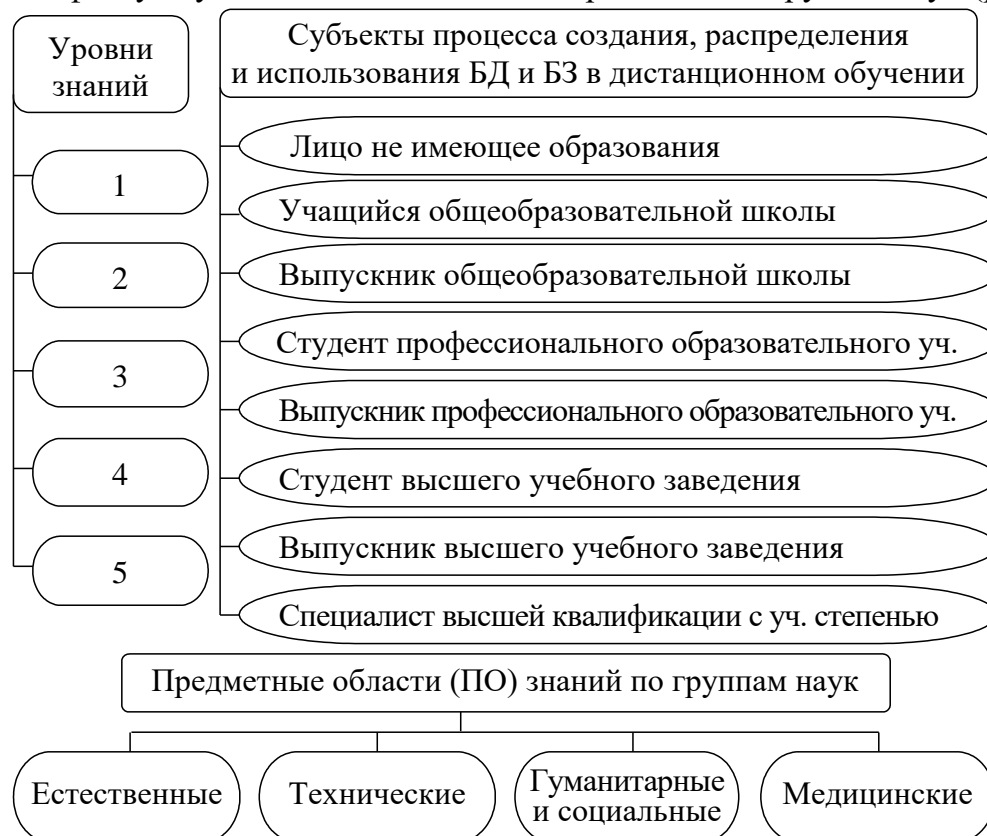 Уровни
знаний
Субъекты процесса создания, распределения
и использования БД и БЗ в дистанционном обучении
1
2
3
4
5
Лицо не имеющее образования
Учащийся общеобразовательной школы
Выпускник общеобразовательной школы
Студент профессионального образовательного уч.
Выпускник профессионального образовательного уч.
Студент высшего учебного заведения
Выпускник высшего учебного заведения
Специалист высшей квалификации с уч. степенью
Предметные области (ПО) знаний по группам наук
Естественные
Технические
Гуманитарные
и социальные
Медицинские